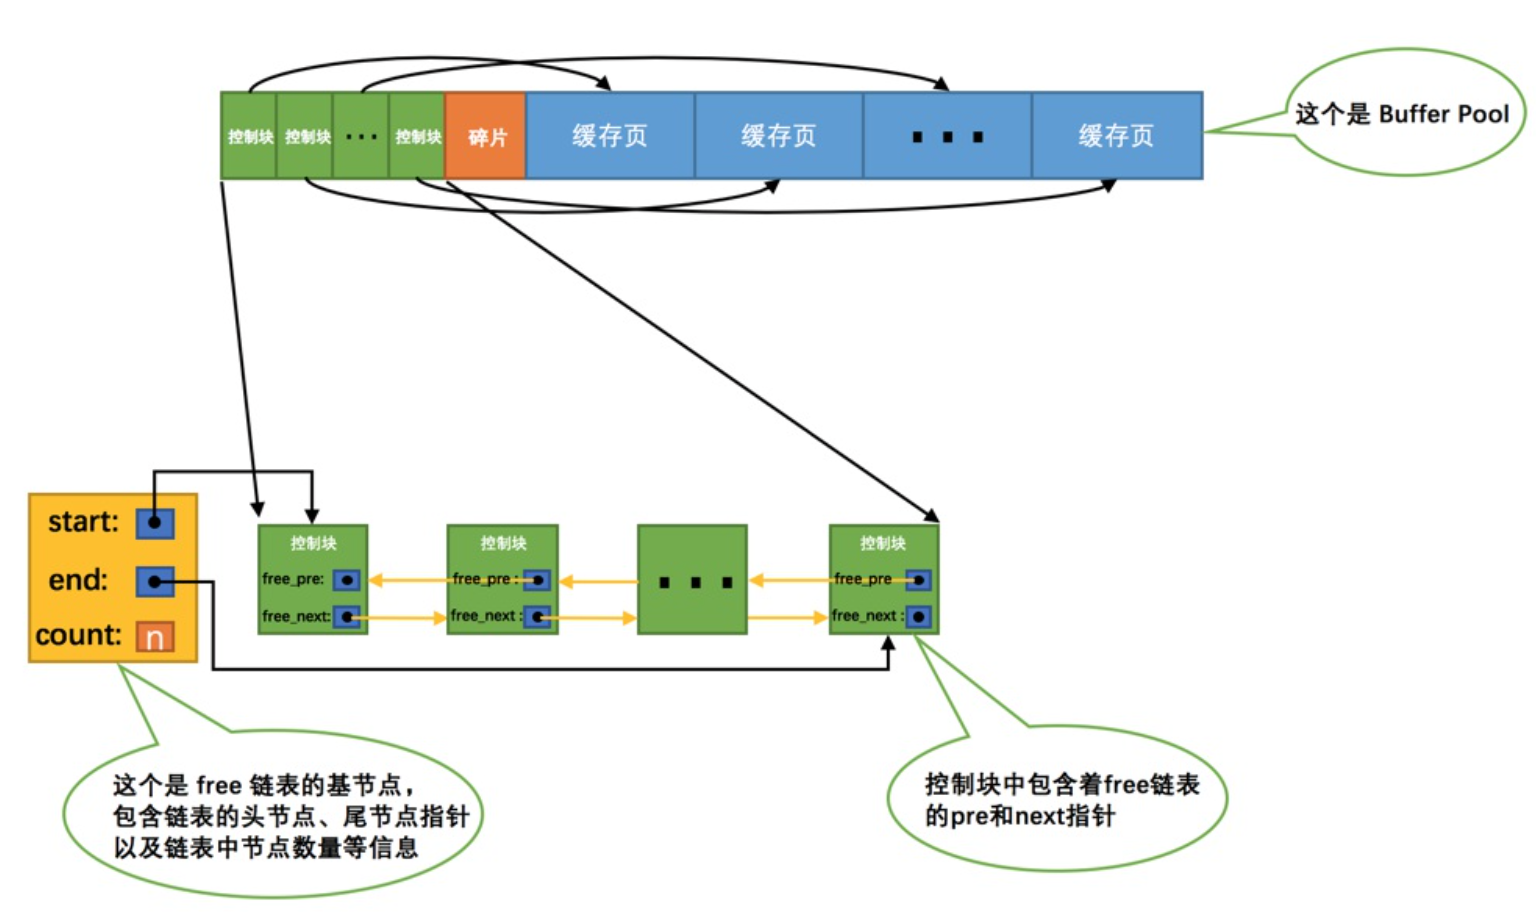 控制块 控制块 ··· 控制块 碎片 缓存页 缓存页 ··· 缓存页
这个是 Buffer Pool
start:
end:
count: n
控制块
free_pre:
free_next:
控制块
free_pre :
free_next :
···
控制块
free_pre
free_next :
这个是 free 链表的基节点，
包含链表的头节点、尾节点指针
以及链表中节点数量等信息
控制块中包含着free链表
的pre和next指针